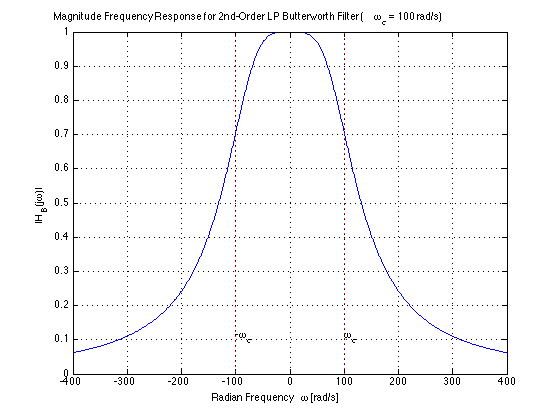 Magnitude Frequency Response for 2nd-Order LP Butterworth Filter ( ω_c = 100 rad/s)
1
0.9
0.8
0.7
0.6
0.5
0.4
0.3
0.2
0.1
0
|H_B(jω)|
-ω_c
ω_c
-400 -300 -200 -100 0 100 200 300 400
Radian Frequency ω [rad/s]